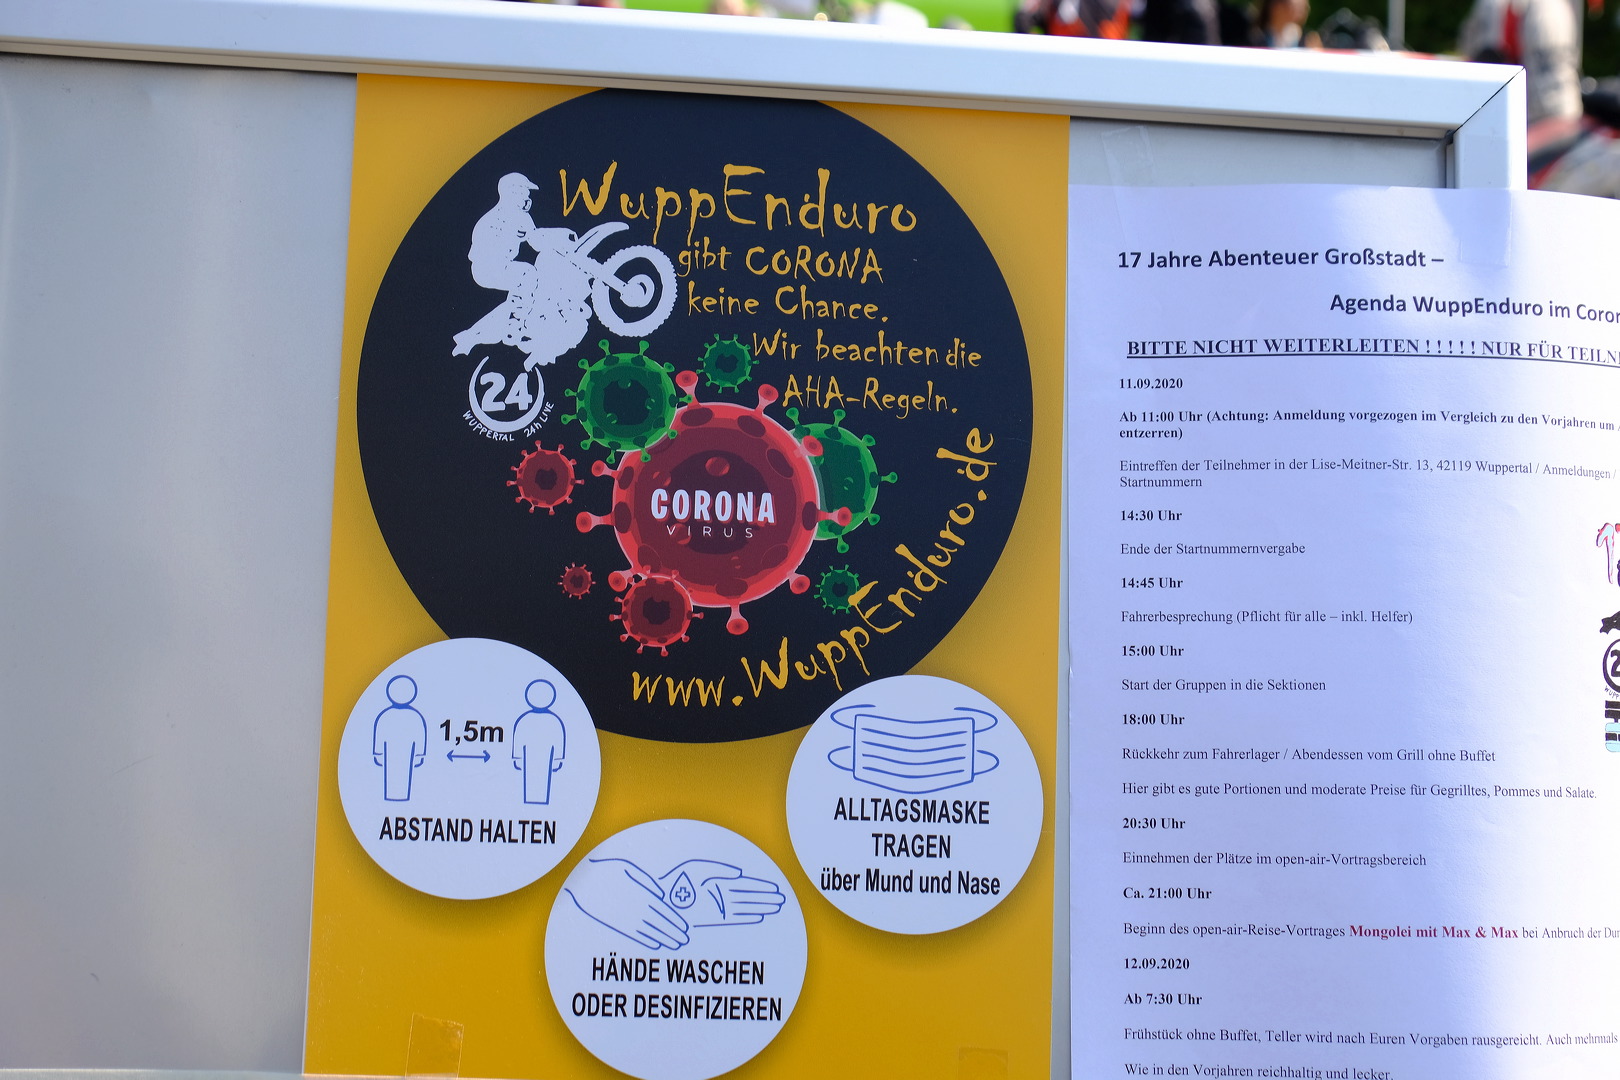 WuppEnduro
gibt CORONA
keine Chance.
Wir beachten die
AHA-Regeln.
24
WUPPERTAL 24h LIVE
CORONA
VIRUS
www.WuppEnduro.de
1,5m
ABSTAND HALTEN
HÄNDE WASCHEN
ODER DESINFIZIEREN
ALLTAGSMASKE
TRAGEN
über Mund und Nase
17 Jahre Abenteuer Großstadt –
Agenda WuppEnduro im
BITTE NICHT WEITERLEITEN ! ! ! ! ! NUR FÜR
11.09.2020
Ab 11:00 Uhr (Achtung: Anmeldung vorgezogen im Vergleich zu den Vorjahren um
entzerren)
Eintreffen der Teilnehmer in der Lise-Meitner-Str. 13, 42119 Wuppertal / Anmeldungen /
Startnummern
14:30 Uhr
Ende der Startnummernvergabe
14:45 Uhr
Fahrerbesprechung (Pflicht für alle – inkl. Helfer)
15:00 Uhr
Start der Gruppen in die Sektionen
18:00 Uhr
Rückkehr zum Fahrerlager / Abendessen vom Grill ohne Buffet
Hier gibt es gute Portionen und moderate Preise für Gegrilltes, Pommes und Salate.
20:30 Uhr
Einnehmen der Plätze im open-air-Vortragsbereich
Ca. 21:00 Uhr
Beginn des open-air-Reise-Vortrages Mongolei mit Max & Max bei Anbruch der
12.09.2020
Ab 7:30 Uhr
Frühstück ohne Buffet, Teller wird nach Euren Vorgaben rausgereicht. Auch mehrmals
Wie in den Vorjahren reichhaltig und lecker.